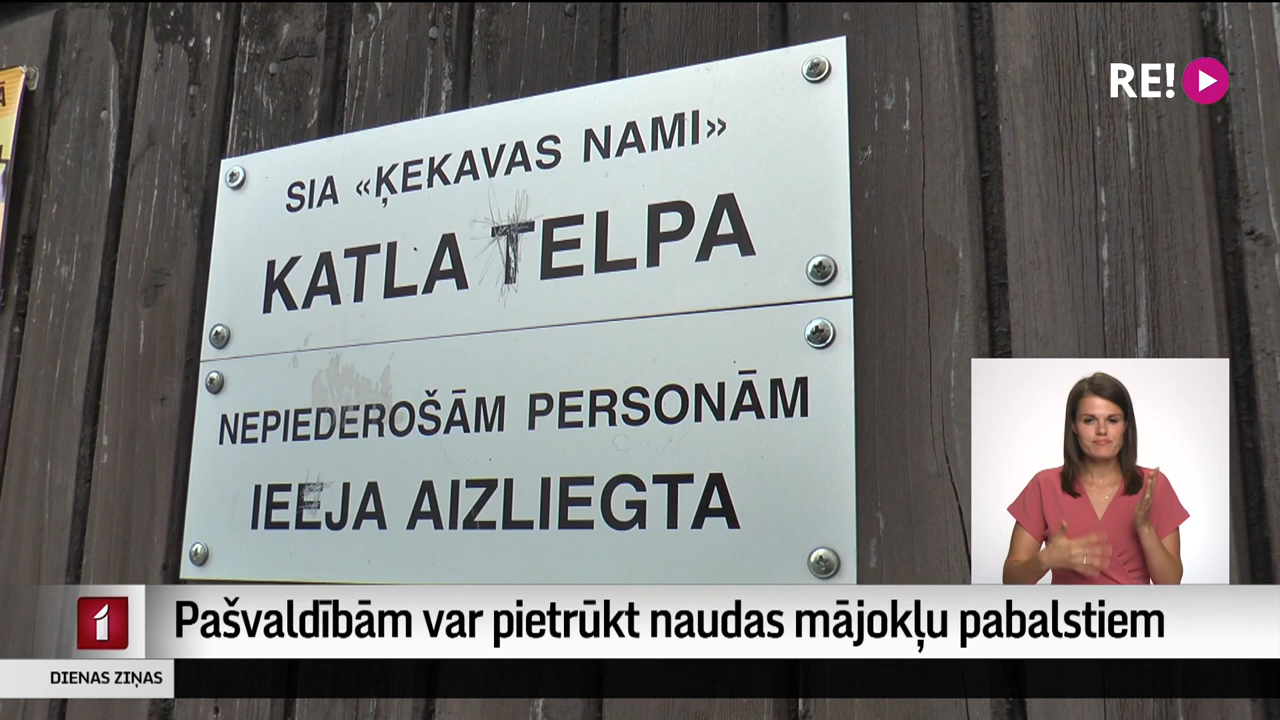 RE!
SIA «ĶEKAVAS NAMI»
KATLA TELPA
NEPIEDEROŠĀM PERSONĀM
IEEJA AIZLIEGTA
1
Pašvaldībām var pietrūkt naudas mājokļu pabalstiem
DIENAS ZIŅAS